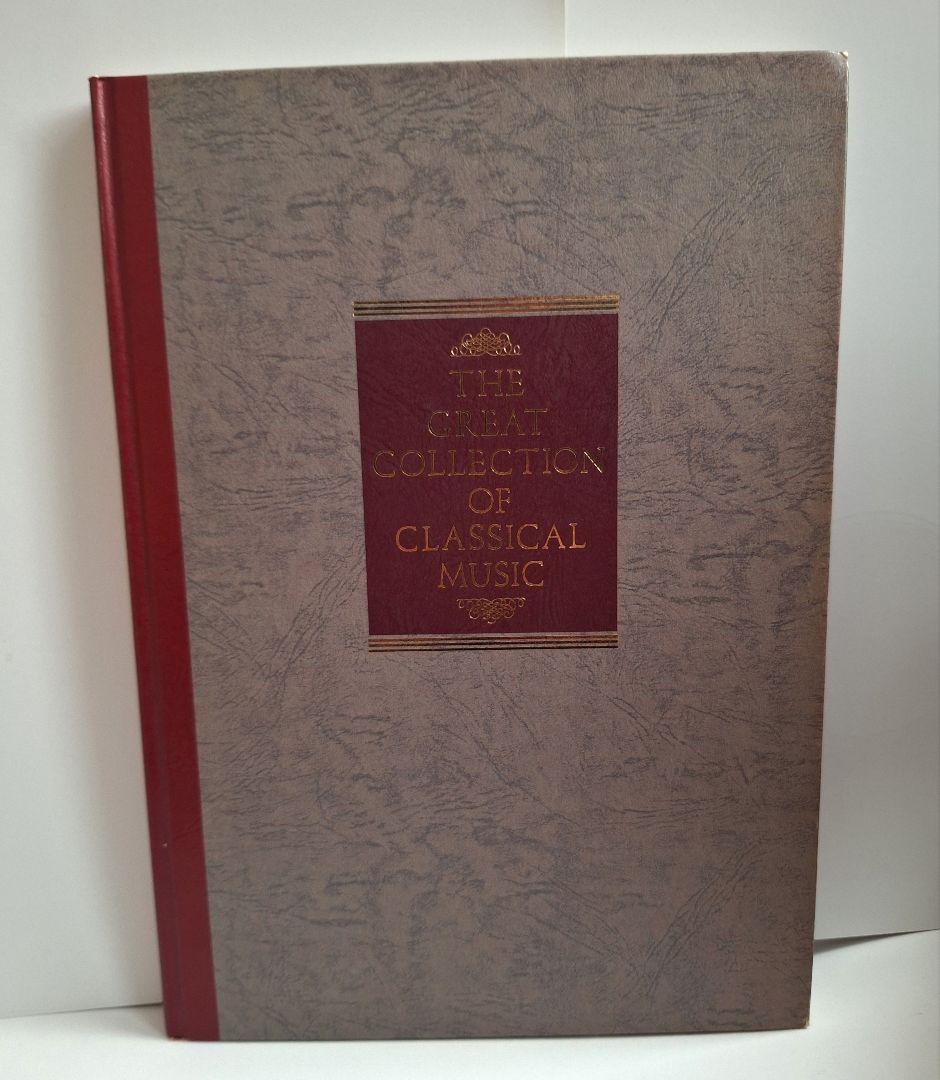 THE
GREAT
COLLECTION
OF
CLASSICAL
MUSIC